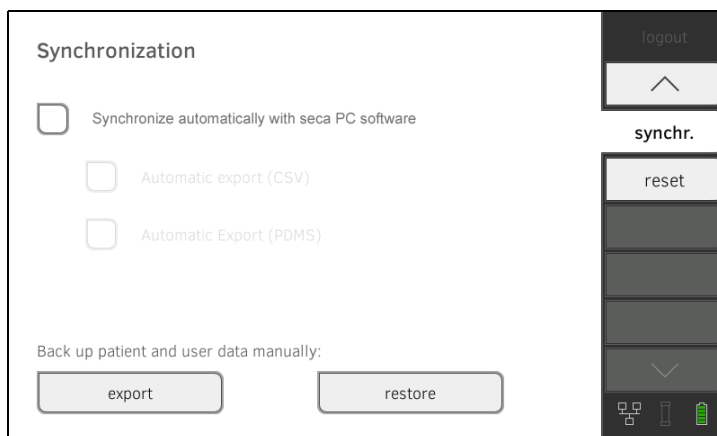 Synchronization
Synchronize automatically with seca PC software
Automatic export (CSV)
Automatic Export (PDMS)
Back up patient and user data manually:
export
restore
logout
synchr.
reset